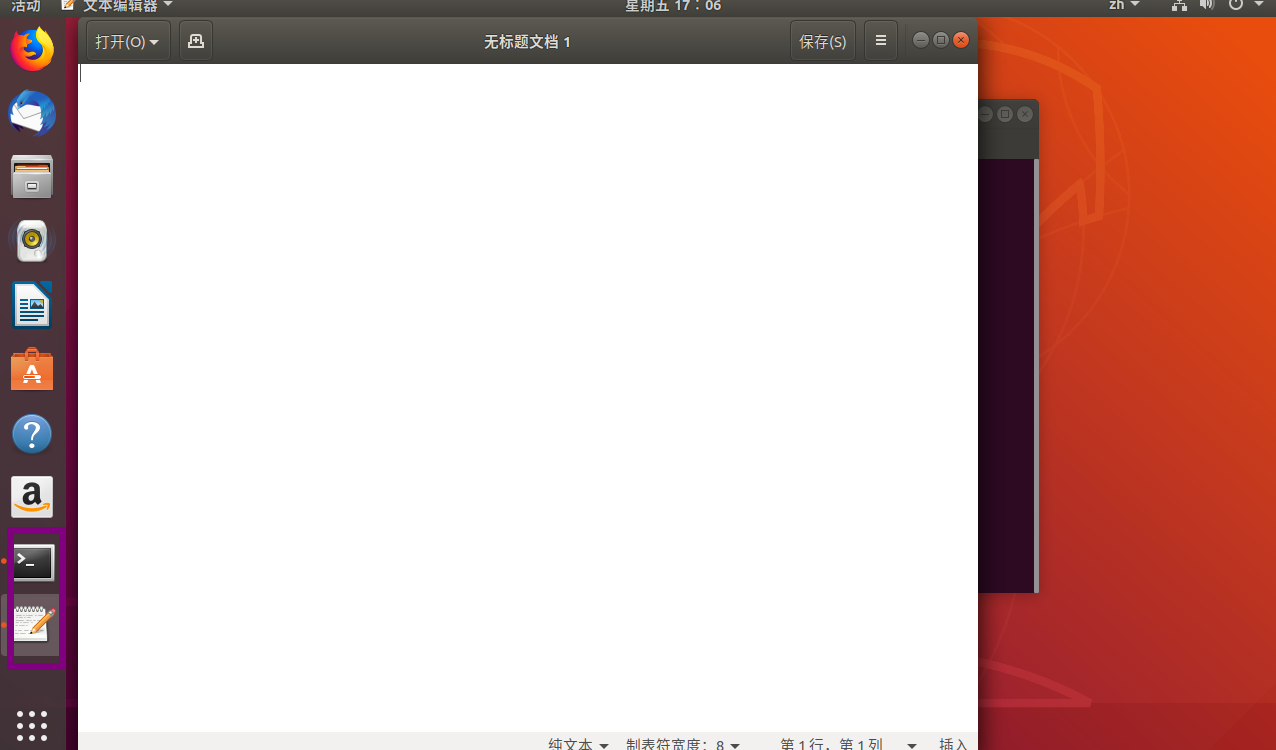 活动 文本编辑器 星期五 17：06 zh
打开(O) 无标题文档 1 保存(S)
纯文本 制表符宽度：8 第 1 行，第 1 列 插入